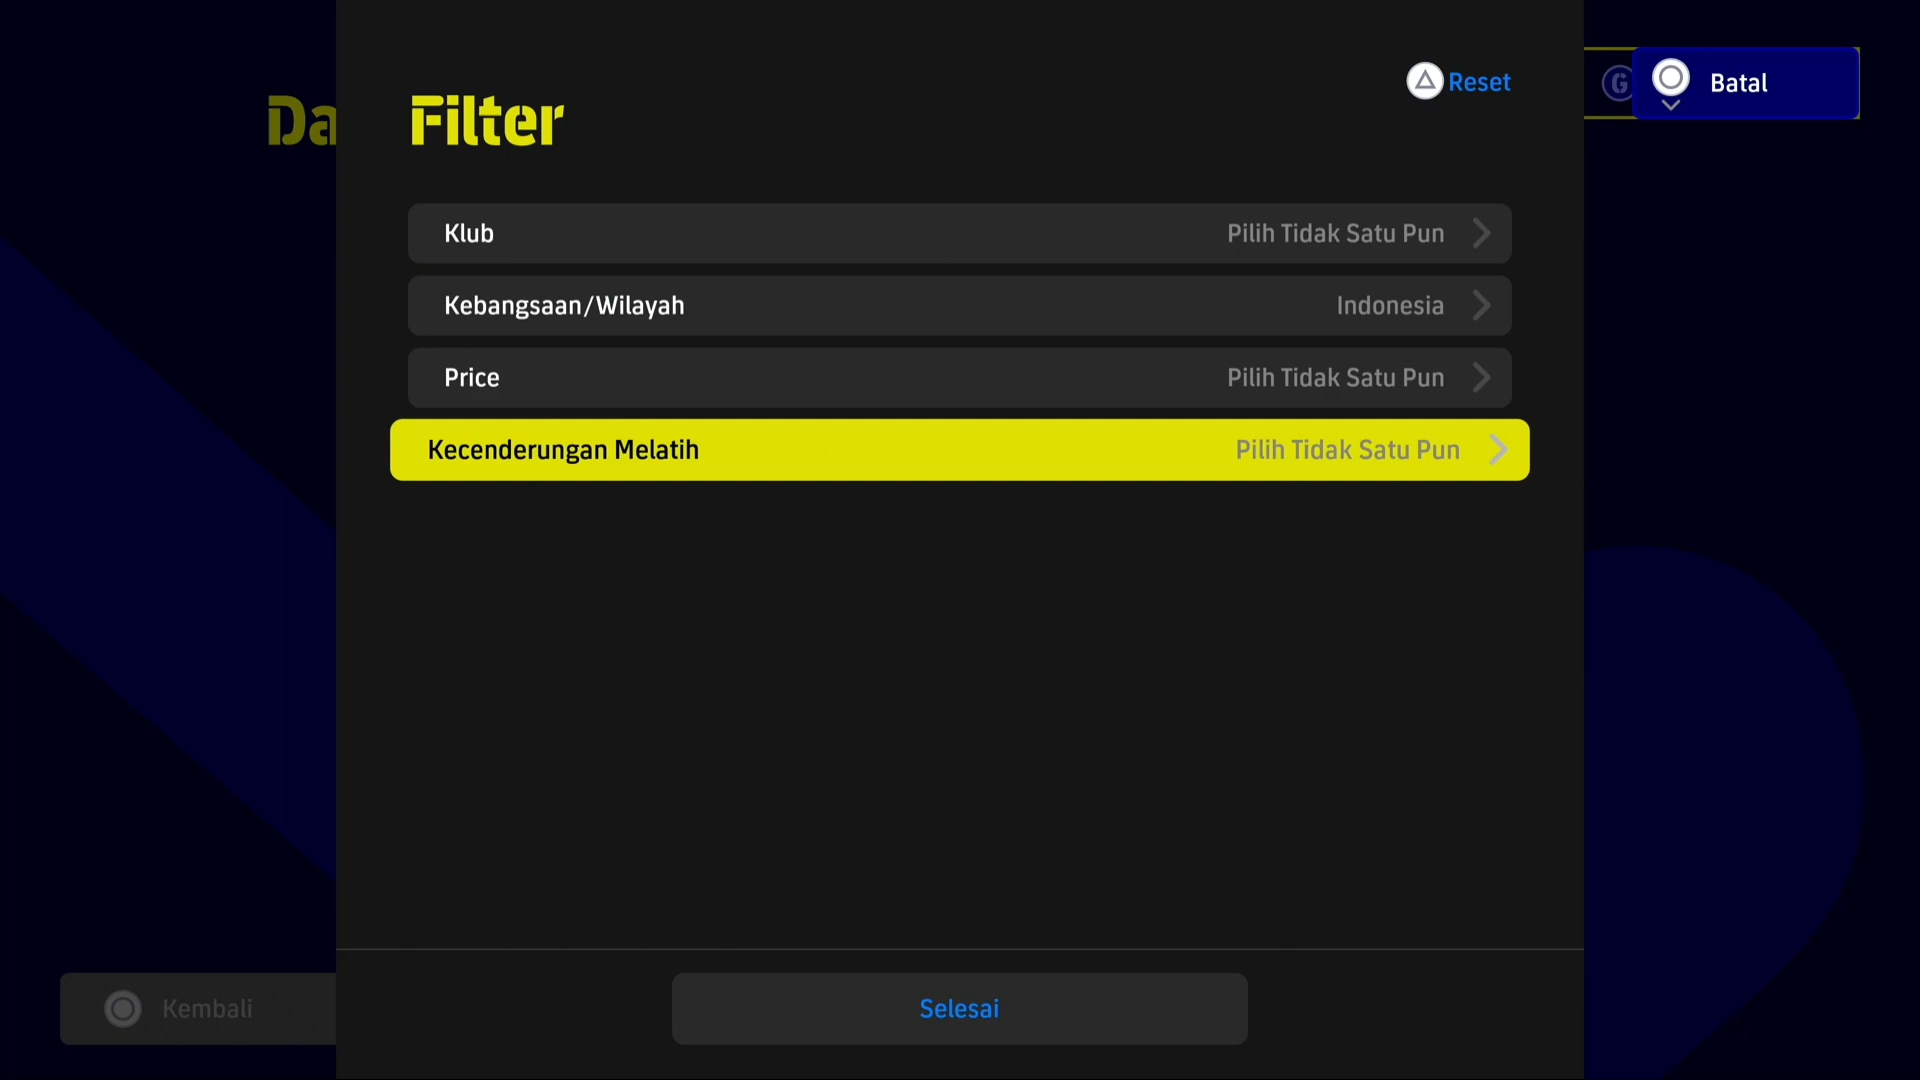 Da
Filter
Reset
G
Batal
Klub
Pilih Tidak Satu Pun
Kebangsaan/Wilayah
Indonesia
Price
Pilih Tidak Satu Pun
Kecenderungan Melatih
Pilih Tidak Satu Pun
Kembali
Selesai